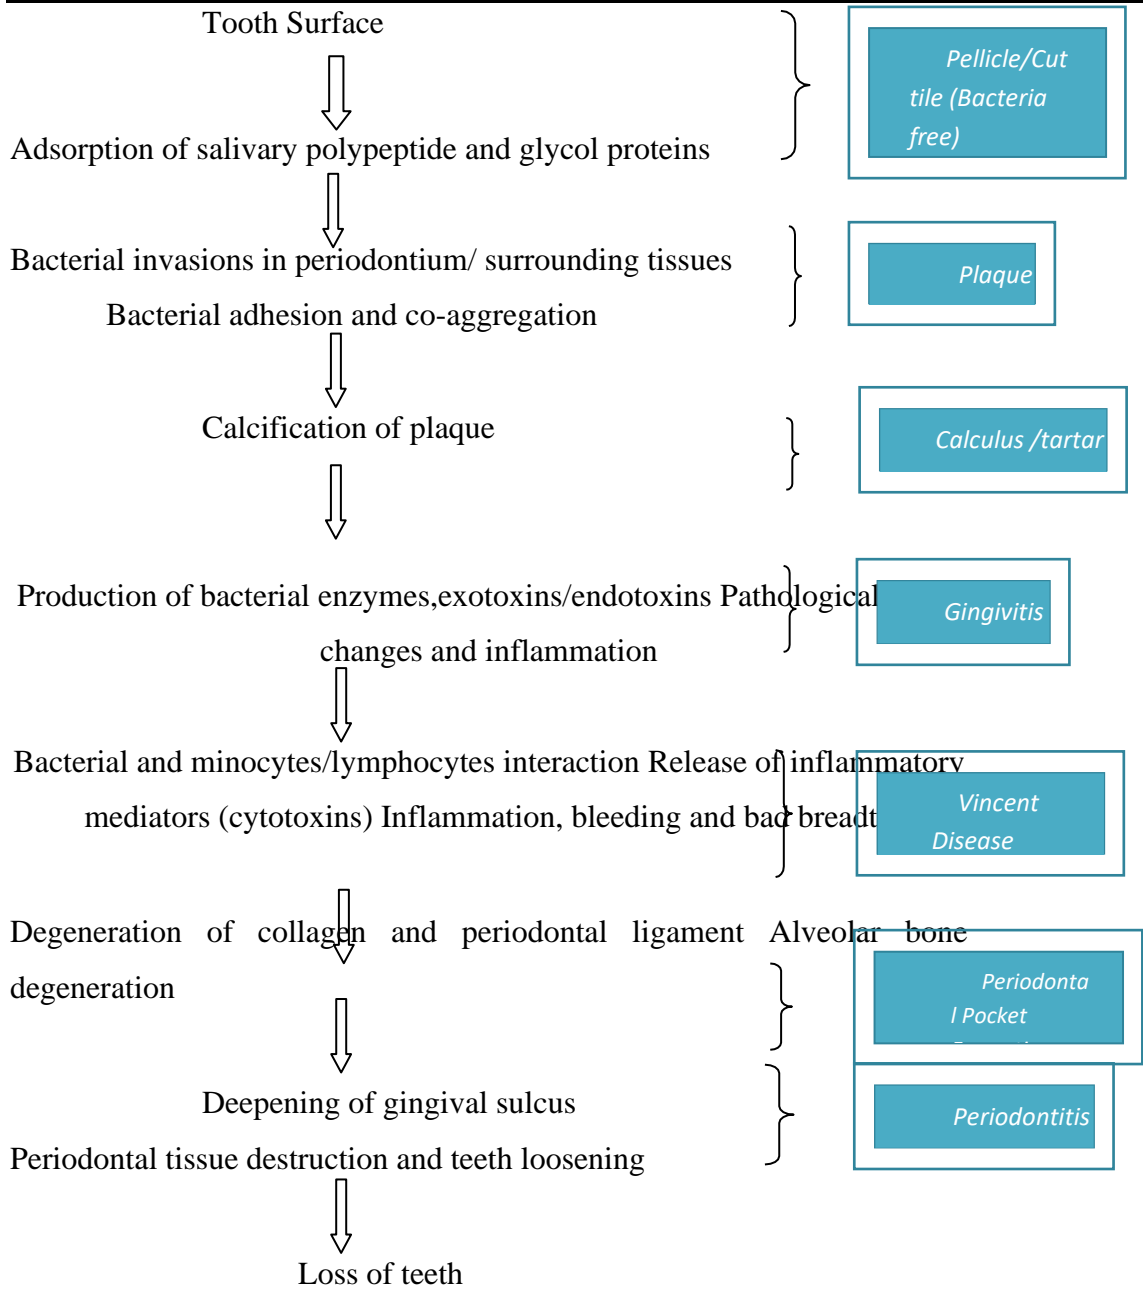 Tooth Surface
Pellicle/Cut
tile (Bacteria
free)
Adsorption of salivary polypeptide and glycol proteins
Bacterial invasions in periodontium/ surrounding tissues
Bacterial adhesion and co-aggregation
Plaque
Calcification of plaque
Calculus /tartar
Production of bacterial enzymes,exotoxins/endotoxins Pathological
changes and inflammation
Gingivitis
Bacterial and minocytes/lymphocytes interaction Release of inflammatory
mediators (cytotoxins) Inflammation, bleeding and bad breadt
Vincent
Disease
Degeneration of collagen and periodontal ligament Alveolar bone
degeneration
Periodonta
l Pocket
Deepening of gingival sulcus
Periodontal tissue destruction and teeth loosening
Periodontitis
Loss of teeth